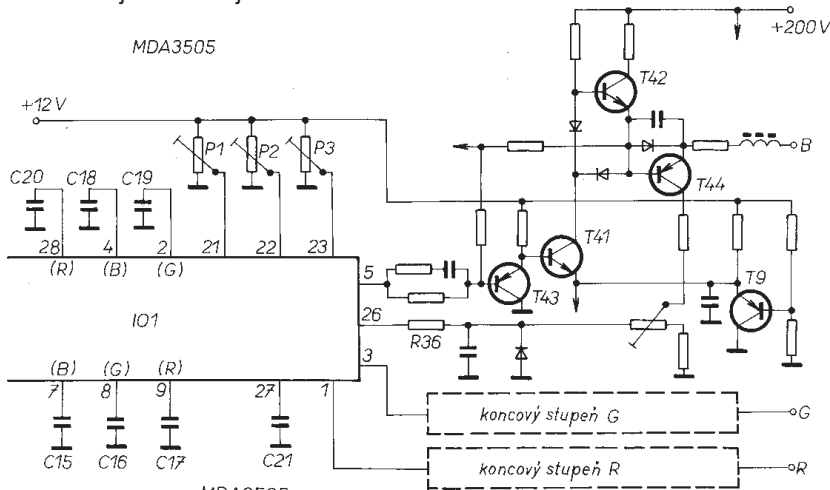 MDA3505
+200V
T42
+12V
P1
P2
P3
B
C20
C18
C19
T44
28
4
2
21
22
23
(R)
(B)
(G)
T41
5
T43
T9
IO1
26
R36
3
(B)
(G)
(R)
7
8
9
27
1
koncový stupeň G
G
C15
C16
C17
C21
koncový stupeň R
R
MDA3505